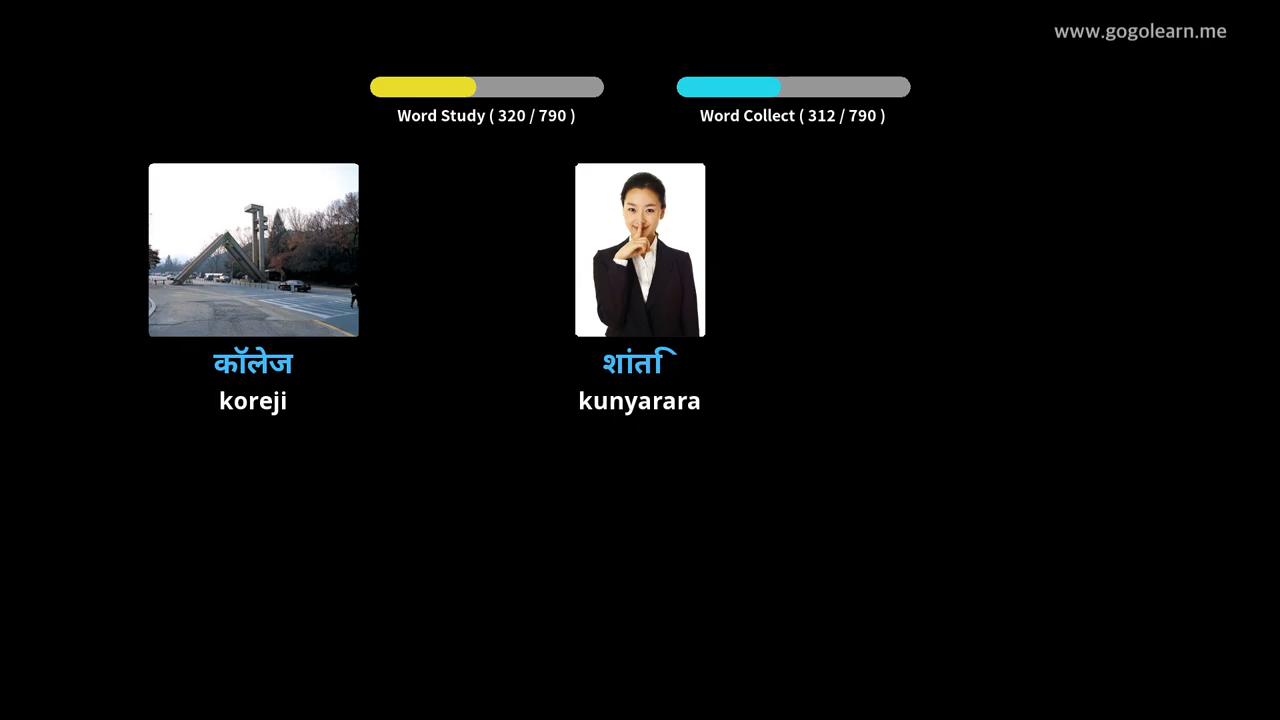 www.gogolearn.me
Word Study ( 320 / 790 )
Word Collect ( 312 / 790 )
कॉलेज
शांति
koreji
kunyarara